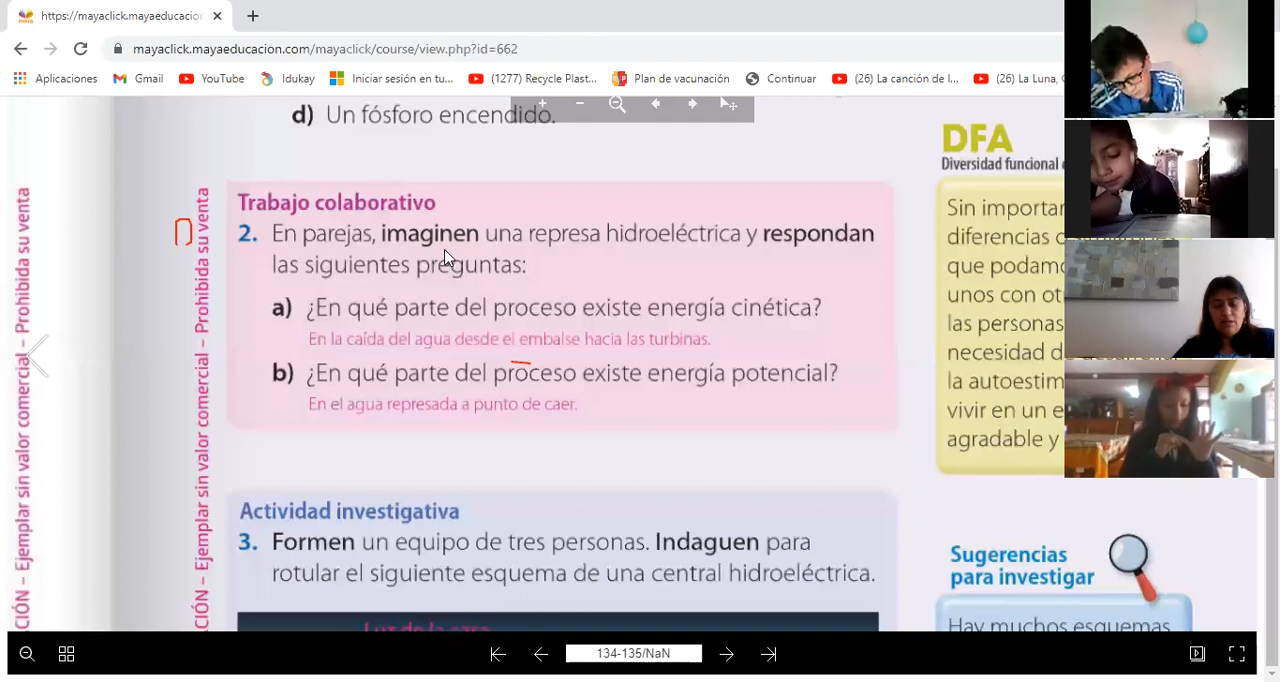 https://mayaclick.mayaeducacion
mayaclick.mayaeducacion.com/mayaclick/course/view.php?id=662
Aplicaciones
Gmail
YouTube
Idukay
Iniciar sesión en tu...
(1277) Recycle Plast...
Plan de vacunación
Continuar
(26) La canción de l...
(26) La Luna,
d) Un fósforo encendido.
Trabajo colaborativo
2. En parejas, imaginen una represa hidroeléctrica y respondan
las siguientes preguntas:
a) ¿En qué parte del proceso existe energía cinética?
En la caída del agua desde el embalse hacia las turbinas.
b) ¿En qué parte del proceso existe energía potencial?
En el agua represada a punto de caer.
Actividad investigativa
3. Formen un equipo de tres personas. Indaguen para
rotular el siguiente esquema de una central hidroeléctrica.
Luz de la casa
DFA
Diversidad funcional
Sin importar
diferencias
que podamo
unos con ot
las personas
necesidad
la autoestim
vivir en un
agradable y
Sugerencias
para investigar
Hay muchos esquemas
CIÓN – Ejemplar sin valor comercial – Prohibida su venta
ACIÓN – Ejemplar sin valor comercial – Prohibida su venta
134-135/NaN